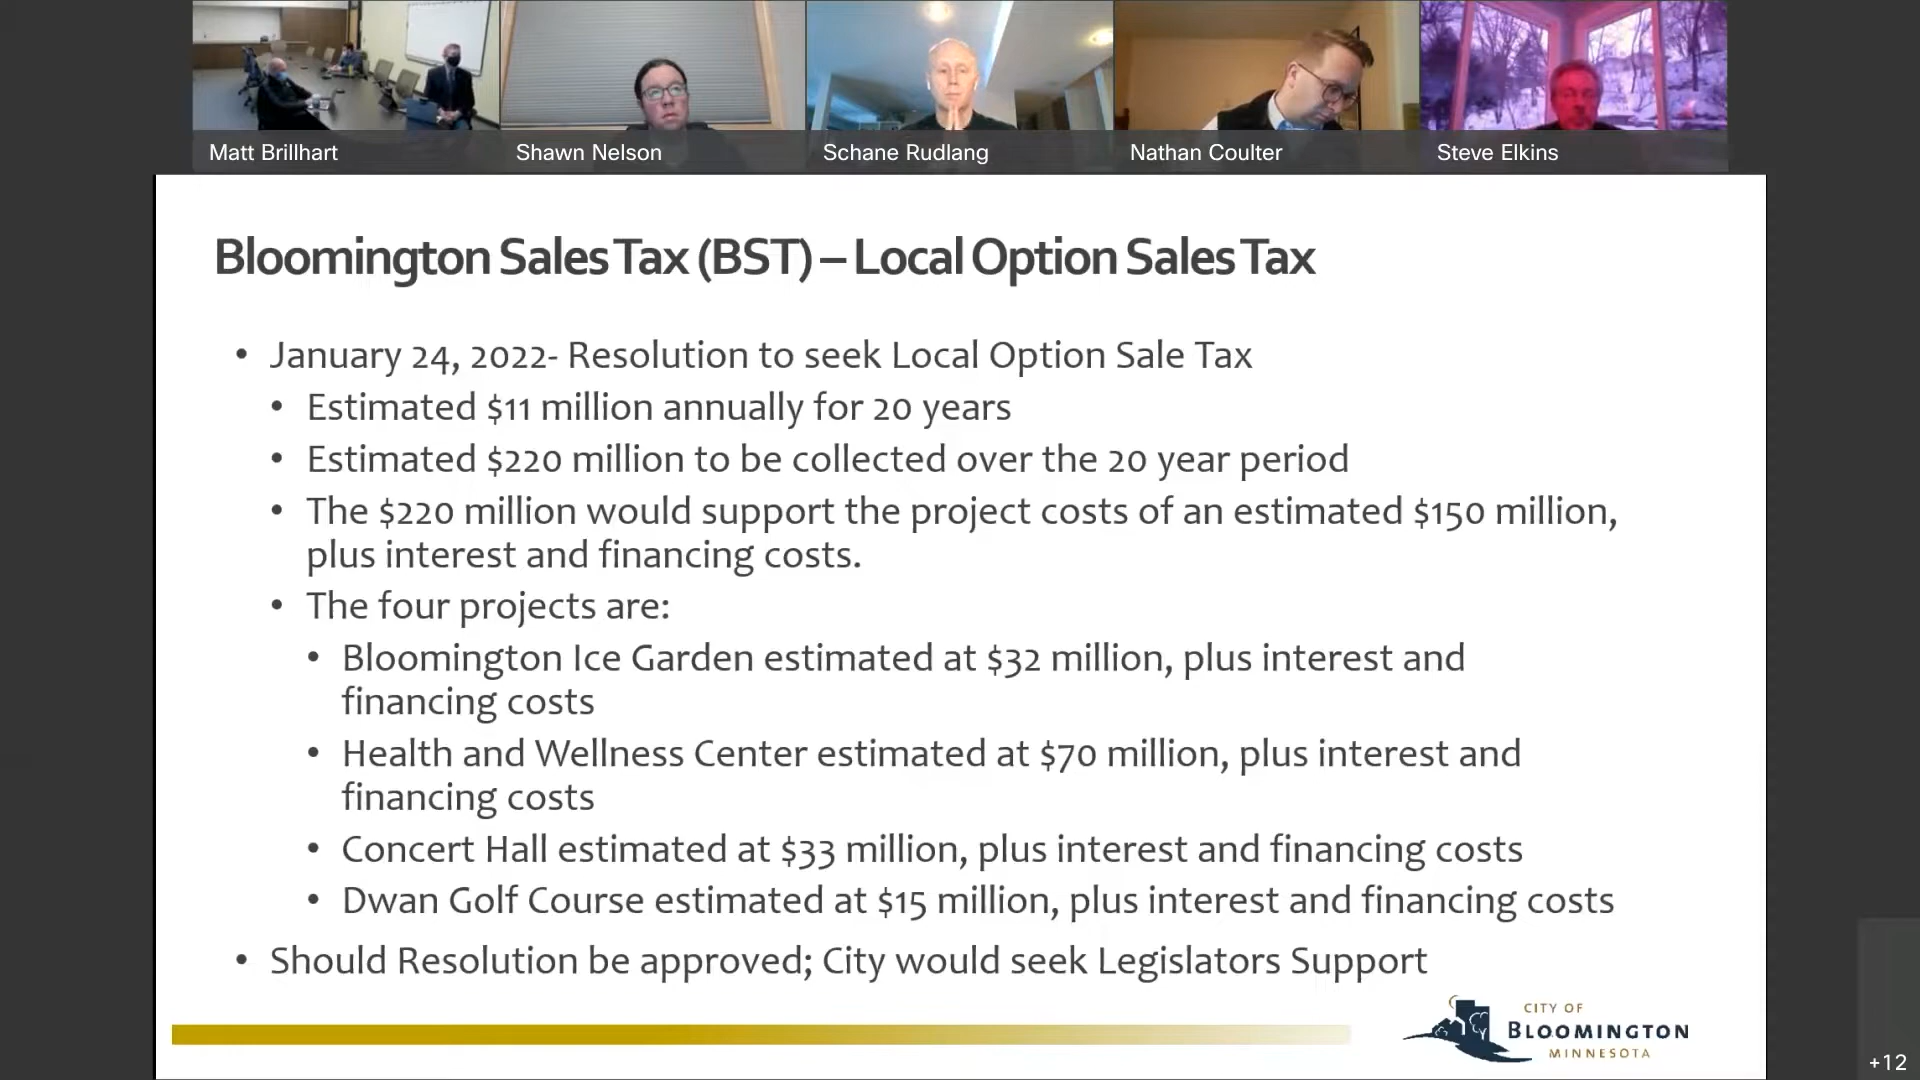 Matt Brillhart
Shawn Nelson
Schane Rudlang
Nathan Coulter
Steve Elkins
Bloomington Sales Tax (BST) – Local Option Sales Tax
• January 24, 2022- Resolution to seek Local Option Sale Tax
• Estimated $11 million annually for 20 years
• Estimated $220 million to be collected over the 20 year period
• The $220 million would support the project costs of an estimated $150 million,
plus interest and financing costs.
• The four projects are:
• Bloomington Ice Garden estimated at $32 million, plus interest and
financing costs
• Health and Wellness Center estimated at $70 million, plus interest and
financing costs
• Concert Hall estimated at $33 million, plus interest and financing costs
• Dwan Golf Course estimated at $15 million, plus interest and financing costs
• Should Resolution be approved; City would seek Legislators Support
CITY OF
BLOOMINGTON
MINNESOTA
+12